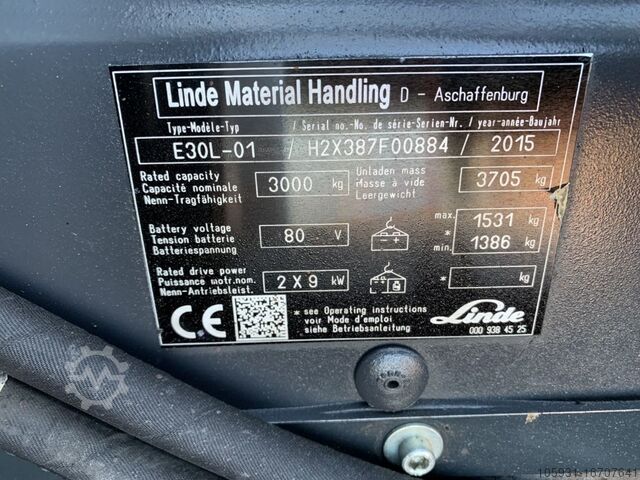 Linde Material Handling D - Aschaffenburg
Type-Modèle-Typ / Serial no.-No. de série-Serien-Nr. / year-année-Baujahr
E30L-01 / H2X387F00884 / 2015
Rated capacity
Capacité nominale
Nenn-Tragfähigkeit
3000 kg
Unladen mass
Masse à vide
Leergewicht
3705 kg
Battery voltage
Tension batterie
Batteriespannung
80 V
max. 1531 kg
*
min. 1386 kg
Rated drive power
Puissance motr.nom.
Nenn-Antriebsleist.
2 X 9 kW
* kg
CE
* see Operating instructions
voir Mode d'emploi
siehe Betriebsanleitung
Linde
000 938 45 25
105931s18707641